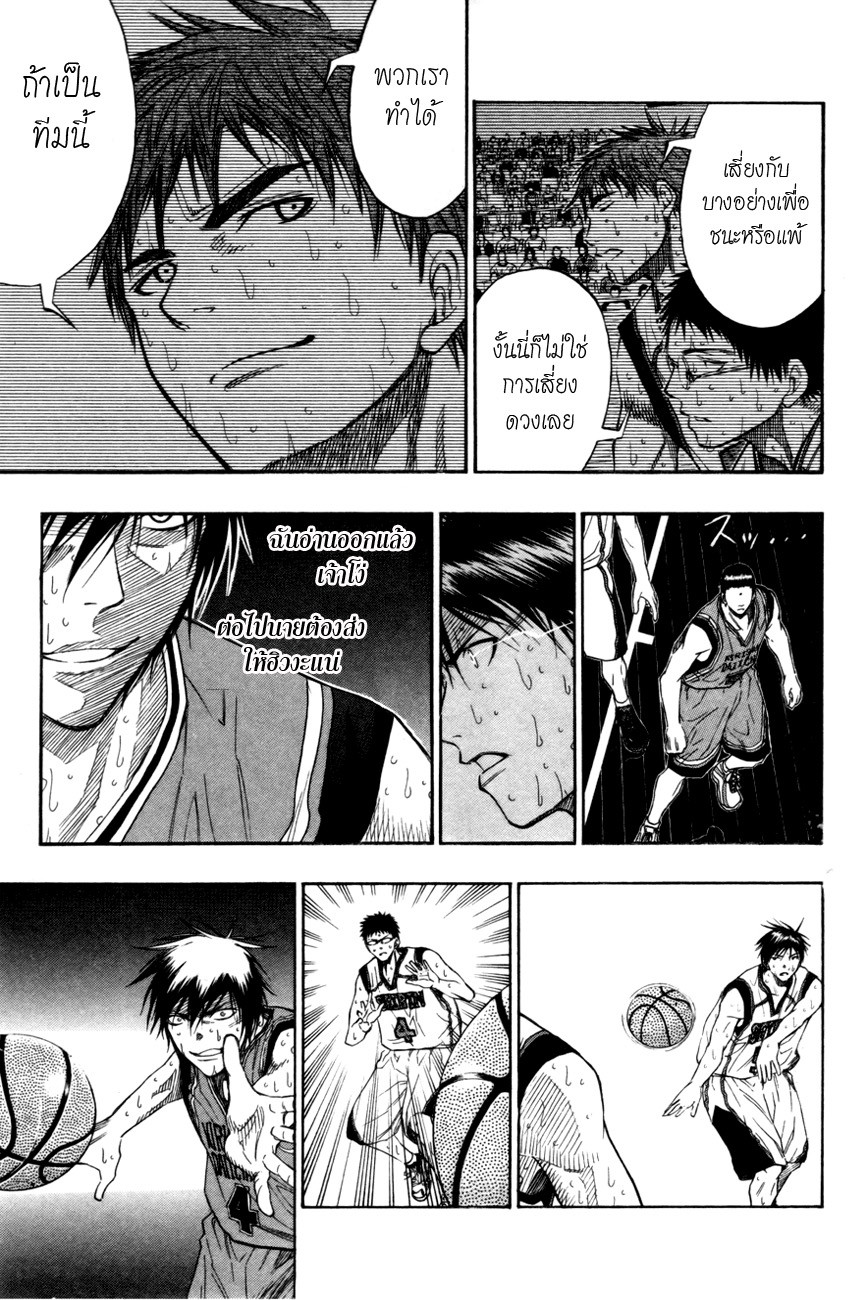 เสี่ยงกับ
บางอย่างเพื่อ
ชนะหรือแพ้
งั้นนี่ก็ไม่ใช่
การเสี่ยง
ดวงเลย
พวกเรา
ทำได้
ถ้าเป็น
ทีมนี้
スッ‥‥
ฉันอ่านออกแล้ว
เจ้าโง่
ต่อไปนายต้องส่ง
ให้ฮิวงะแน่
SEIRIN
4
4